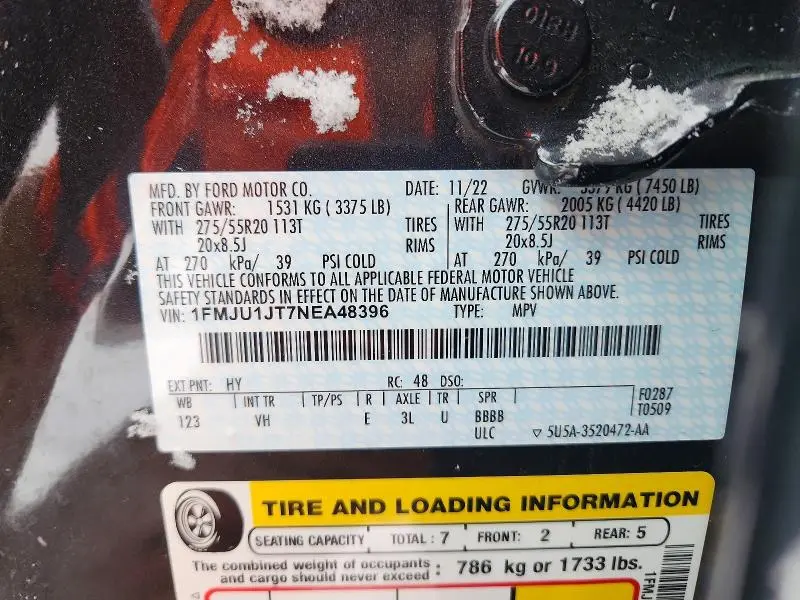 MFD. BY FORD MOTOR CO. DATE: 11/22 GVWR: 3379 KG ( 7450 LB)
FRONT GAWR: 1531 KG ( 3375 LB) REAR GAWR: 2005 KG ( 4420 LB)
WITH 275/55R20 113T TIRES WITH 275/55R20 113T TIRES
20x8.5J RIMS 20x8.5J RIMS
AT 270 kPa/ 39 PSI COLD AT 270 kPa/ 39 PSI COLD
THIS VEHICLE CONFORMS TO ALL APPLICABLE FEDERAL MOTOR VEHICLE
SAFETY STANDARDS IN EFFECT ON THE DATE OF MANUFACTURE SHOWN ABOVE.
VIN: 1FMJU1JT7NEA48396 TYPE: MPV
EXT PNT: HY RC: 48 DSO: F0287
WB INT TR TP/PS R AXLE TR SPR T0509
123 VH E 3L U BBBB
ULC ▽ 5U5A-3520472-AA
TIRE AND LOADING INFORMATION
SEATING CAPACITY TOTAL : 7 FRONT: 2 REAR: 5
The combined weight of occupants and cargo should never exceed : 786 kg or 1733 lbs.
1FMJ